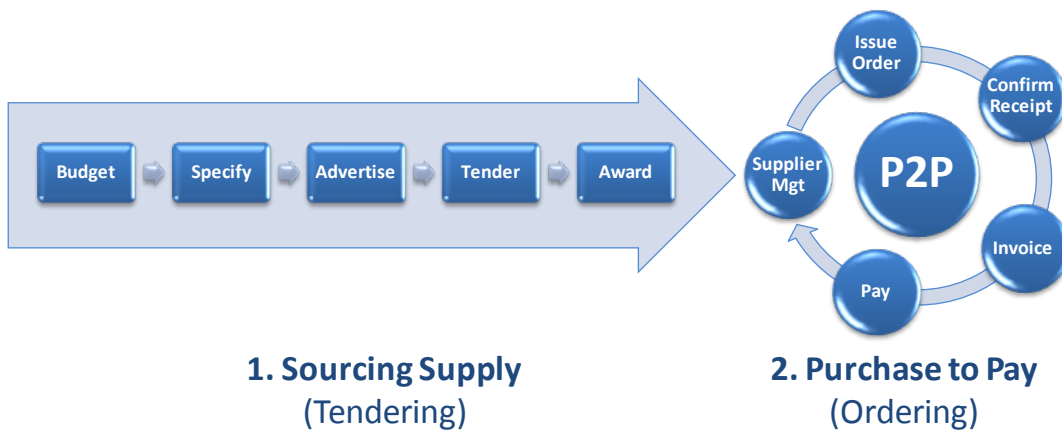 Budget
Specify
Advertise
Tender
Award
Issue
Order
Confirm
Receipt
Supplier
Mgt
P2P
Invoice
Pay
1. Sourcing Supply
(Tendering)
2. Purchase to Pay
(Ordering)